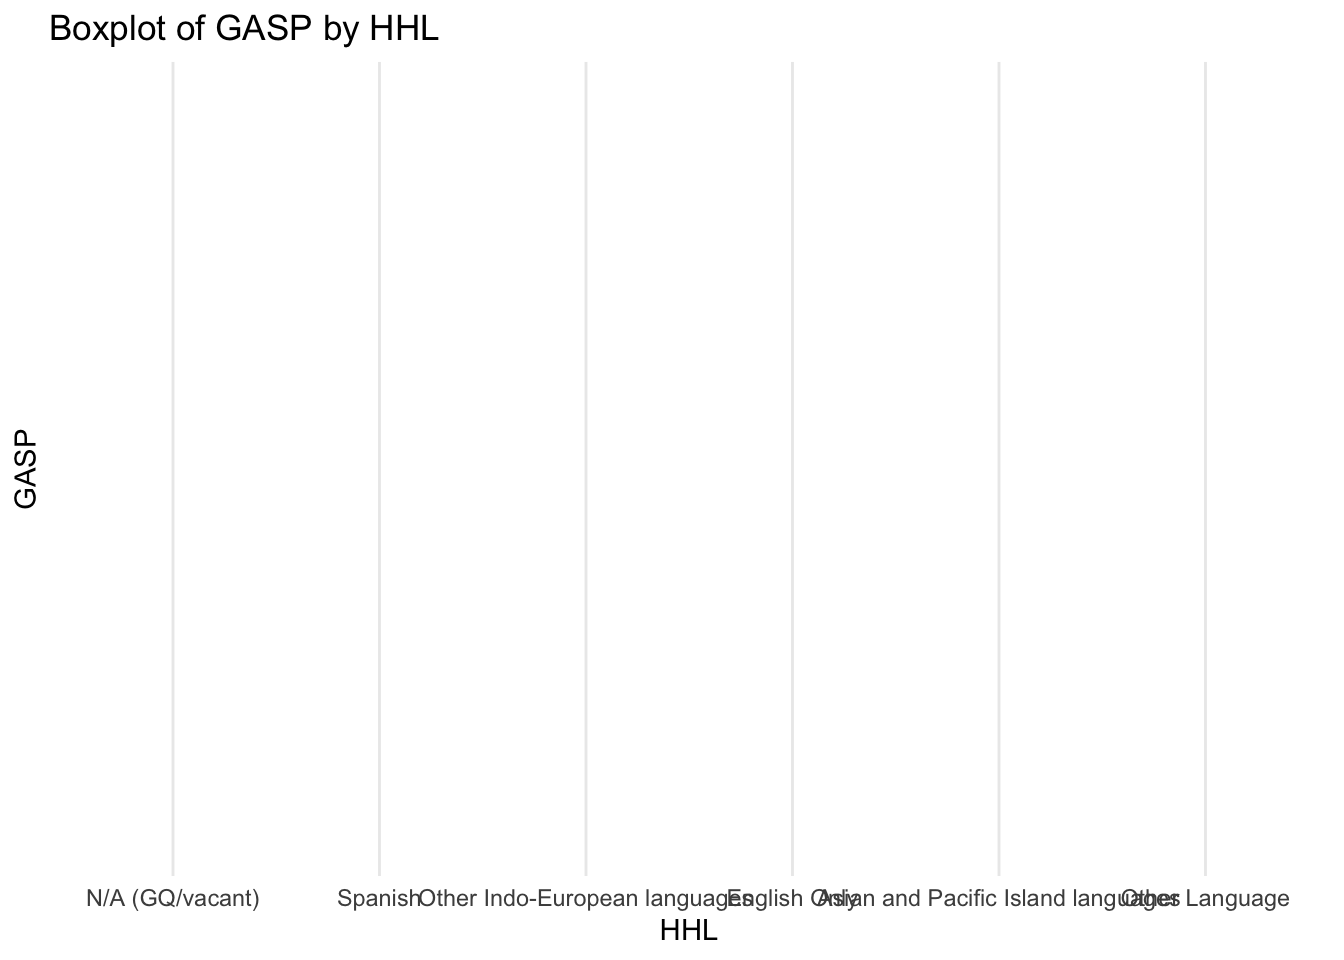 Boxplot of GASP by HHL
GASP
N/A (GQ/vacant) Spanish Other Indo-European languages English Only Asian and Pacific Island languages Other Language
HHL